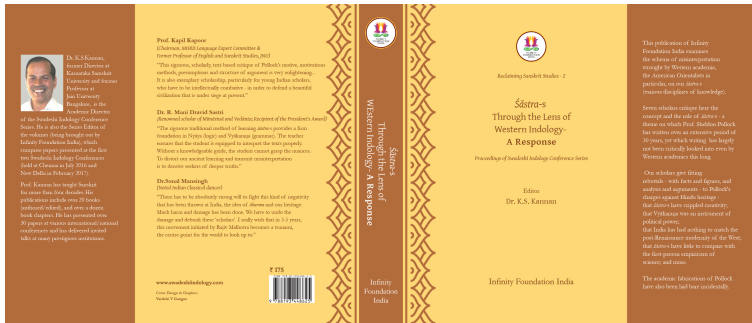 Dr. K.S Kannan,
former Director at
Karnataka Samskrit
University and former
Professor at
Jain University
Bangalore, is the
Academic Director
of the Swadeshi Indology Conference
Series. He is also the Series Editor of
the volumes (being brought out by
Infinity Foundation India), which
comprise papers presented at the first
two Swadeshi Indology Conferences
(held at Chennai in July 2016 and
New Delhi in February 2017).
Prof. Kannan has taught Sanskrit
for more than four decades. His
publications include over 20 books
(authored/edited), and over a dozen
book chapters. He has presented over
50 papers at various international/national
conferences and has delivered invited
talks at many prestigious institutions.
Prof. Kapil Kapoor
(Chairman, MHRD Language Expert Committee &
Former Professor of English and Sanskrit Studies, JNU)
"This rigorous, scholarly, text-based critique of Pollock's motive, motivations
methods, persumptions and structure of argument is very enlightening..
It is also exemplary scholarship, particularly for young Indian scholars,
who have to be intellectually combative - in order to defend a beautiful
civilization that is under siege at present."
Dr. R. Mani Dravid Sastri
(Renowned scholar of Mīmāṁsā and Vedānta; Recipient of the President's Award)
"The rigorous traditional method of learning śāstra-s provides a firm
foundation in Nyāya (logic) and Vyākaraṇa (grammar). The teacher
ensures that the student is equipped to interpret the texts properly.
Without a knowledgeable guide, the student cannot grasp the nuances.
To distort our ancient learning and transmit misinterpretation
is to deceive seekers of deeper truths."
Dr.Sonal Mansingh
(Noted Indian Classical dancer)
"There has to be absolutely strong will to fight this kind of negativity
that has been thrown at India, the idea of dharma and our heritage.
Much harm and damage has been done. We have to undo the
damage and debunk these 'scholars'. I really wish that in 3-5 years,
this movement initiated by Rajiv Malhotra becomes a tsunami,
the centre-point for the world to look up to."
₹ 175
www.swadeshiindology.com
Cover Design & Graphics:
Vaidehi V Gangur
Śāstra-s
Through the Lens of
WEstern Indology- A Response
Infinity
Foundation
India
Reclaiming Sanskrit Studies - 2
Śāstra-s
Through the Lens of
Western Indology-
A Response
Proceedings of Swadeshi Indology Conference Series
Editor
Dr. K.S. Kannan
Infinity Foundation India
This publication of Infinity
Foundation India examines
the schema of misinterpretation
wrought by Western academia,
the American Orientalists in
particular, on our śāstra-s
(various disciplines of knowledge).
Seven scholars critique here the
concept and the role of śāstra-s - a
theme on which Prof. Sheldon Pollock
has written over an extensive period of
30 years, yet which writing has largely
not been critically looked into even by
Western academics this long.
Our scholars give fitting
rebuttals - with facts and figures, and
analysis and arguments - to Pollock's
charges against Hindu heritage -
that śāstra-s have crippled creativity;
that Vyākaraṇa was an instrument of
political power;
that India has had nothing to match the
post-Renaissance modernity of the West;
that śāstra-s have little to compare with
the first-person empiricism of
science; and more.
The academic fabrications of Pollock
have also been laid bare incidentally.